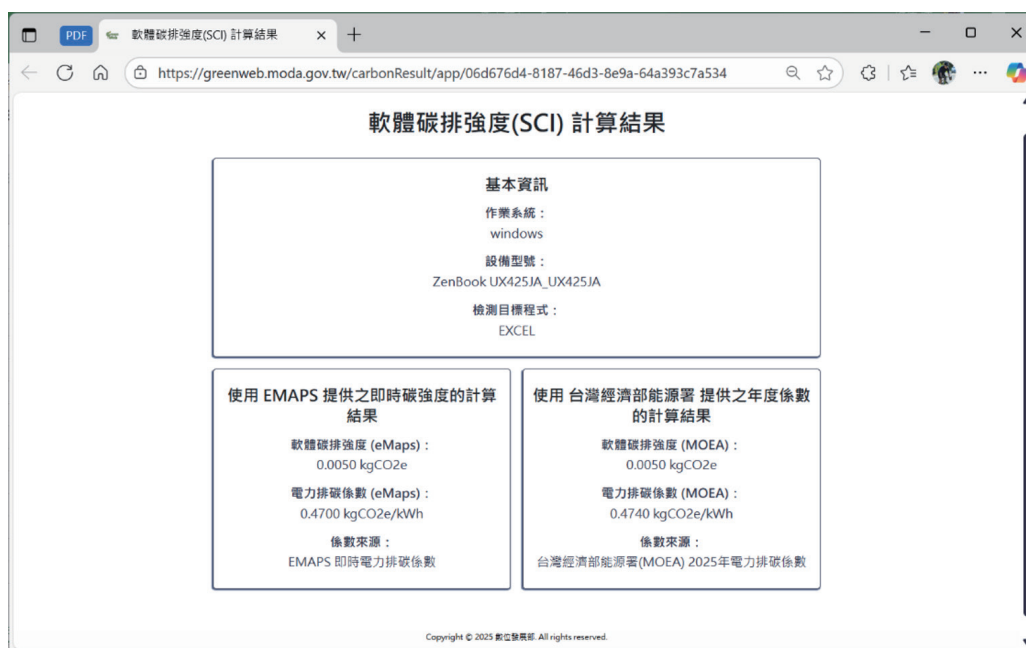 PDF
軟體碳排強度(SCI) 計算結果
https://greenweb.moda.gov.tw/carbonResult/app/06d676d4-8187-46d3-8e9a-64a393c7a534
軟體碳排強度(SCI) 計算結果
基本資訊
作業系統：
windows
設備型號：
ZenBook UX425JA_UX425JA
檢測目標程式：
EXCEL
使用 EMAPS 提供之即時碳強度的計算
結果
軟體碳排強度 (eMaps)：
0.0050 kgCO2e
電力排碳係數 (eMaps)：
0.4700 kgCO2e/kWh
係數來源：
EMAPS 即時電力排碳係數
使用 台灣經濟部能源署 提供之年度係數
的計算結果
軟體碳排強度 (MOEA)：
0.0050 kgCO2e
電力排碳係數 (MOEA)：
0.4740 kgCO2e/kWh
係數來源：
台灣經濟部能源署(MOEA) 2025年電力排碳係數
Copyright © 2025 數位發展部. All rights reserved.